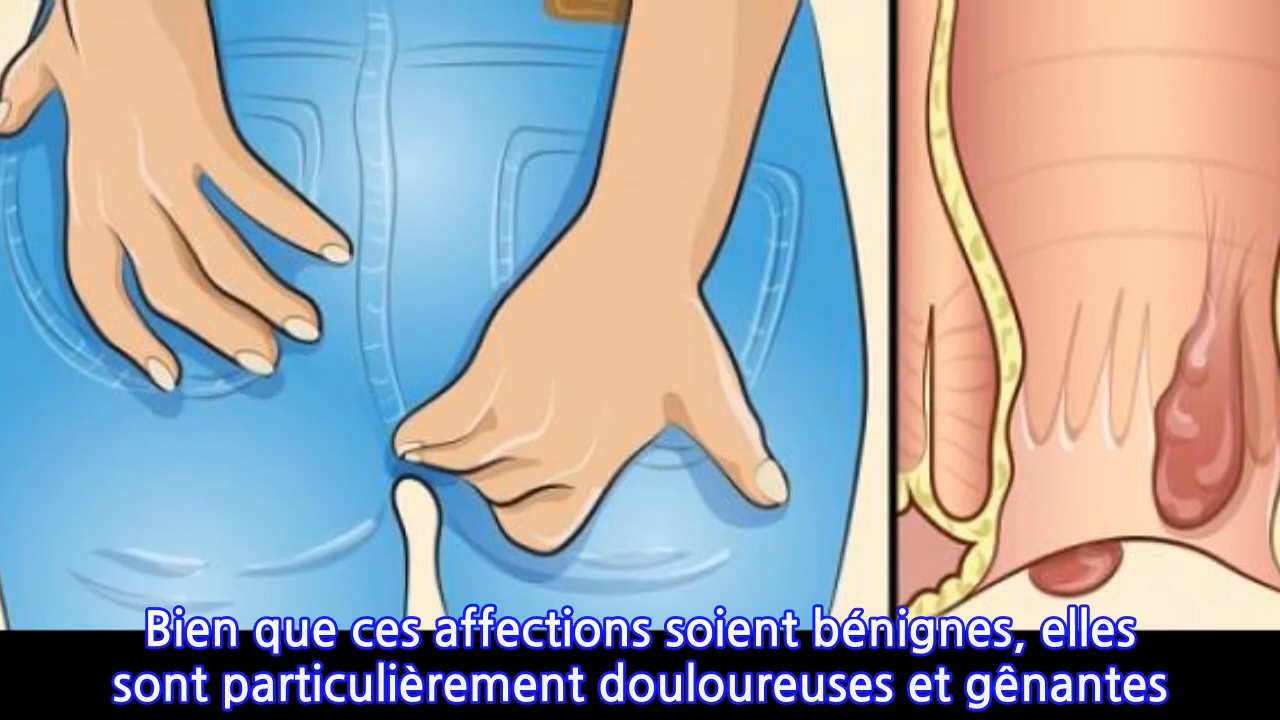 Bien que ces affections soient bénignes, elles
sont particulièrement douloureuses et gênantes